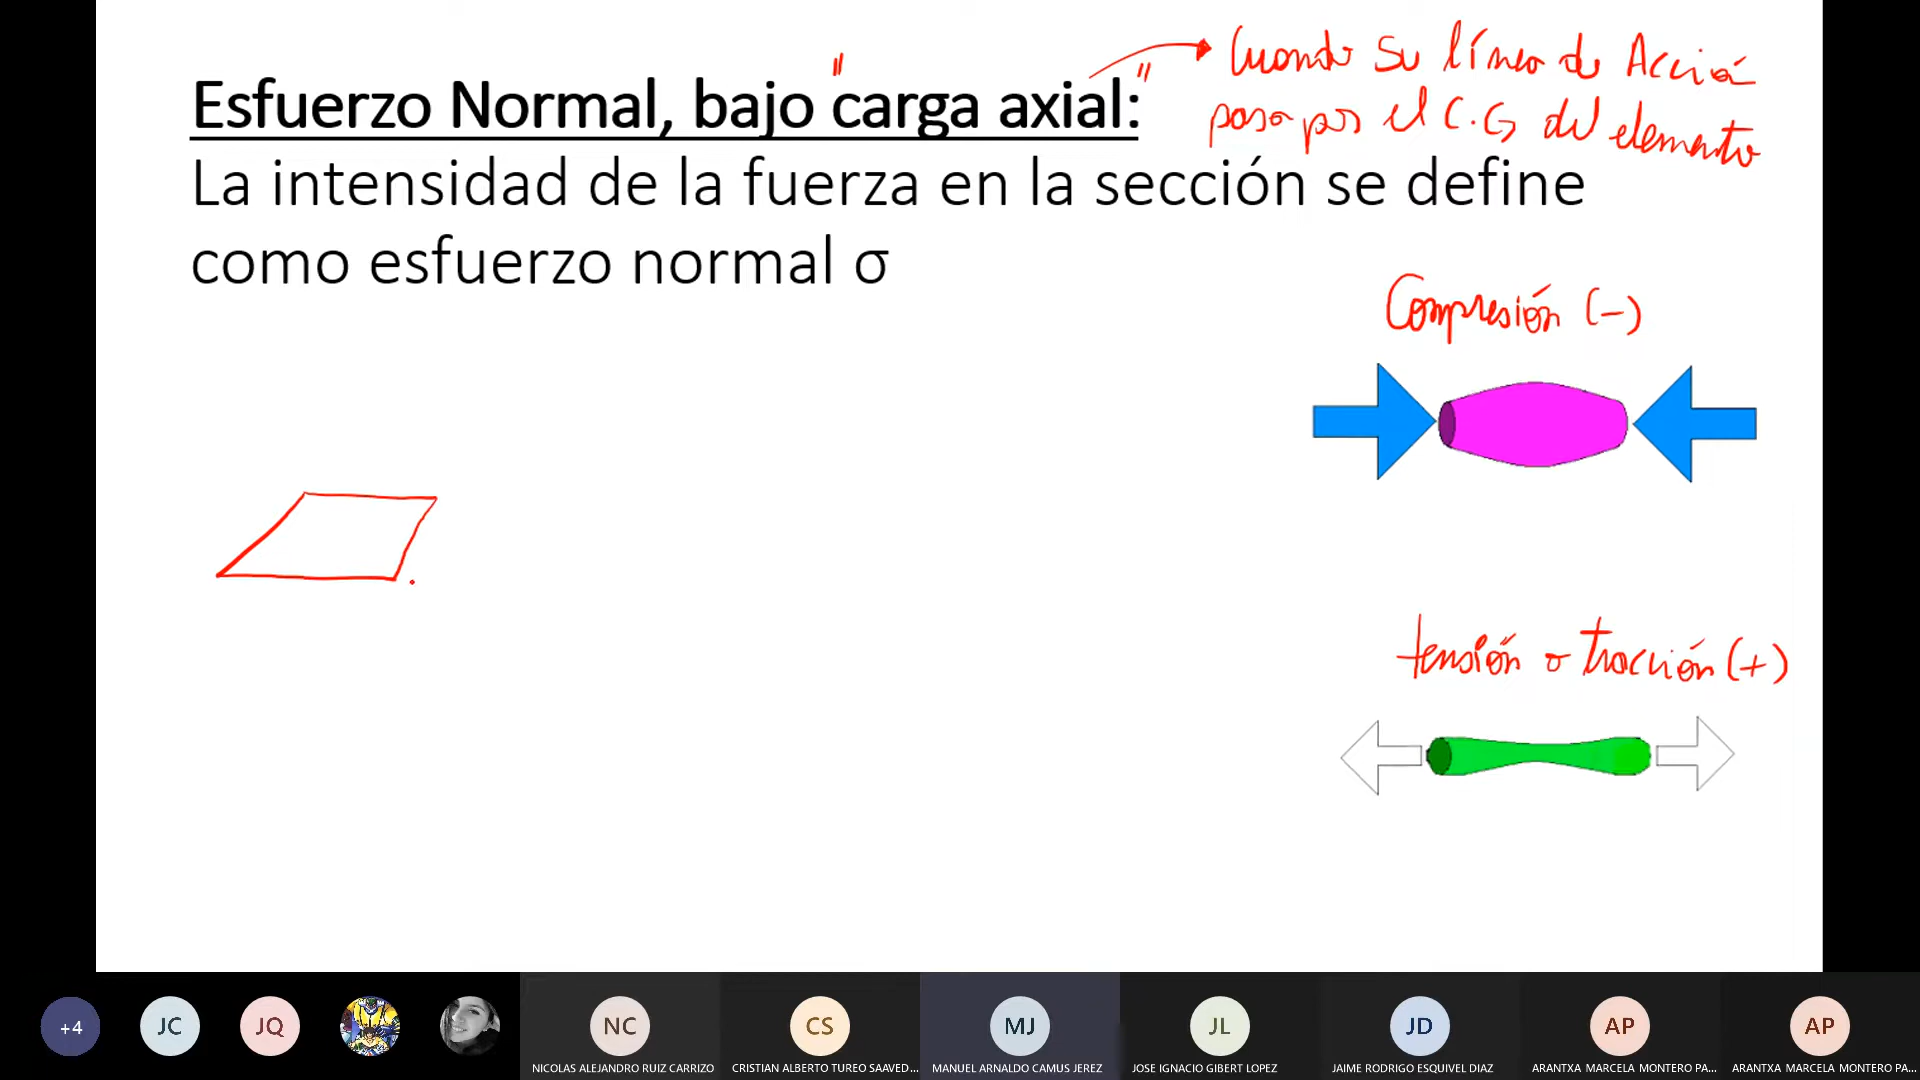 Cuando su línea de Acción
pasa por el C.G del elemento
Esfuerzo Normal, bajo "carga axial:"
La intensidad de la fuerza en la sección se define
como esfuerzo normal σ
Compresión (-)
tensión o tracción (+)
+4
JC
JQ
NC
CS
MJ
JL
JD
AP
AP
NICOLAS ALEJANDRO RUIZ CARRIZO
CRISTIAN ALBERTO TUREO SAAVED...
MANUEL ARNALDO CAMUS JEREZ
JOSE IGNACIO GIBERT LOPEZ
JAIME RODRIGO ESQUIVEL DIAZ
ARANTXA MARCELA MONTERO PA...
ARANTXA MARCELA MONTERO PA...